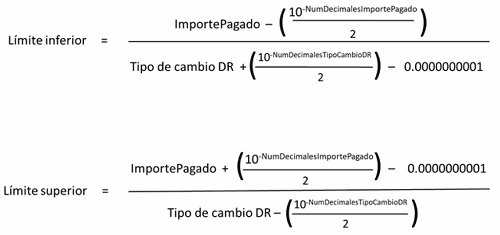 ImportePagado – (10-NumDecimalesImportePagado / 2)
Límite inferior =
Tipo de cambio DR + (10-NumDecimalesTipoCambioDR / 2) – 0.0000000001
ImportePagado + (10-NumDecimalesImportePagado / 2) – 0.0000000001
Límite superior =
Tipo de cambio DR – (10-NumDecimalesTipoCambioDR / 2)